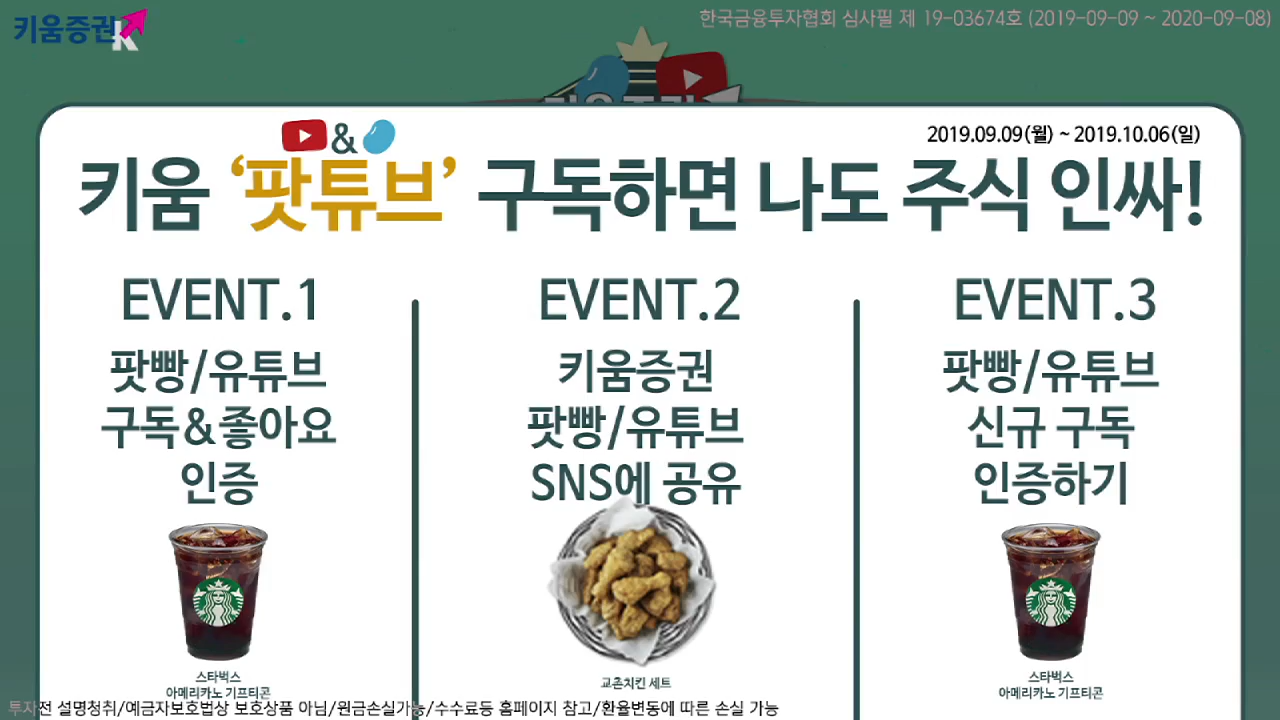 키움증권
한국금융투자협회 심사필 제 19-03674호 (2019-09-09 ~ 2020-09-08)
&
2019.09.09(월) ~ 2019.10.06(일)
키움 '팟튜브' 구독하면 나도 주식 인싸!
EVENT.1
팟빵/유튜브
구독&좋아요
인증
스타벅스
아메리카노 기프티콘
EVENT.2
키움증권
팟빵/유튜브
SNS에 공유
교촌치킨 세트
EVENT.3
팟빵/유튜브
신규 구독
인증하기
스타벅스
아메리카노 기프티콘
투자전 설명청취/예금자보호법상 보호상품 아님/원금손실가능/수수료등 홈페이지 참고/환율변동에 따른 손실 가능